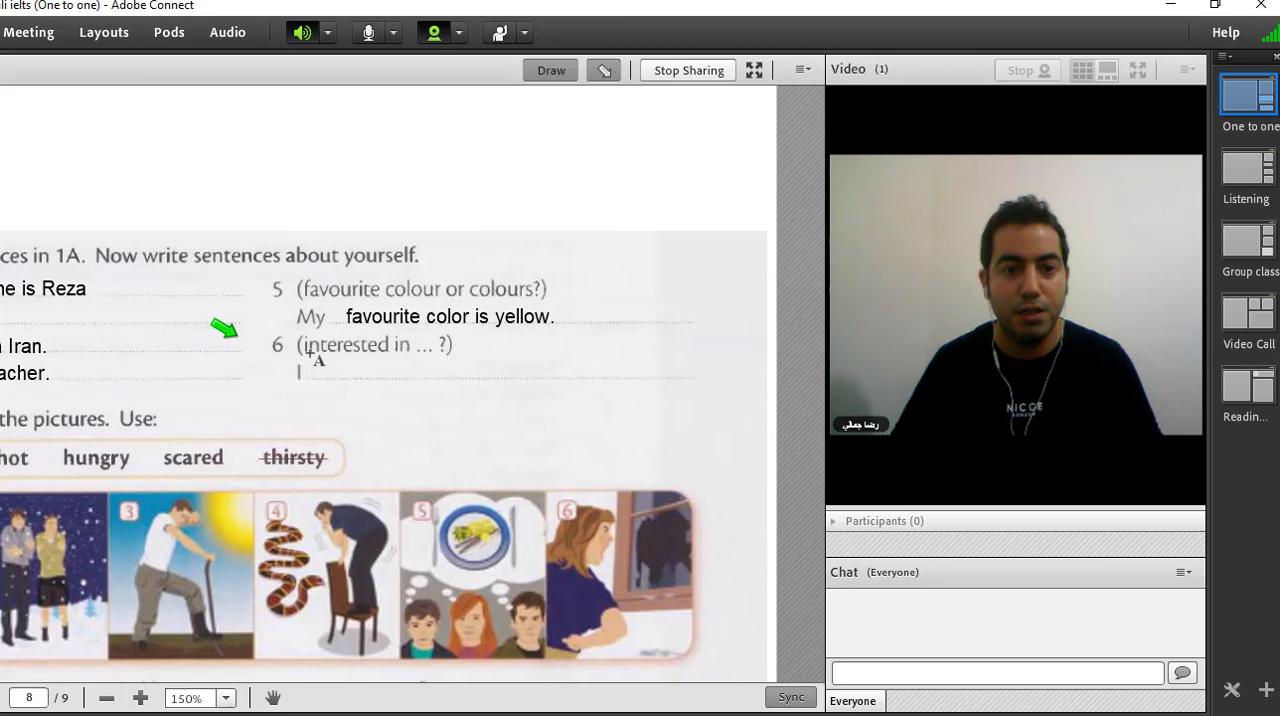 li ielts (One to one) - Adobe Connect
Meeting Layouts Pods Audio Help
Draw Stop Sharing
Video (1) Stop
ces in 1A. Now write sentences about yourself.
ne is Reza
n Iran.
acher.
5 (favourite colour or colours?)
My favourite color is yellow.
6 (interested in ... ?)
I
the pictures. Use:
hot hungry scared thirsty
3 4 5 6
رضا جمالي
NICCE
Participants (0)
Chat (Everyone)
Everyone
8 / 9 150% Sync
One to one
Listening
Group class
Video Call
Readin...
A